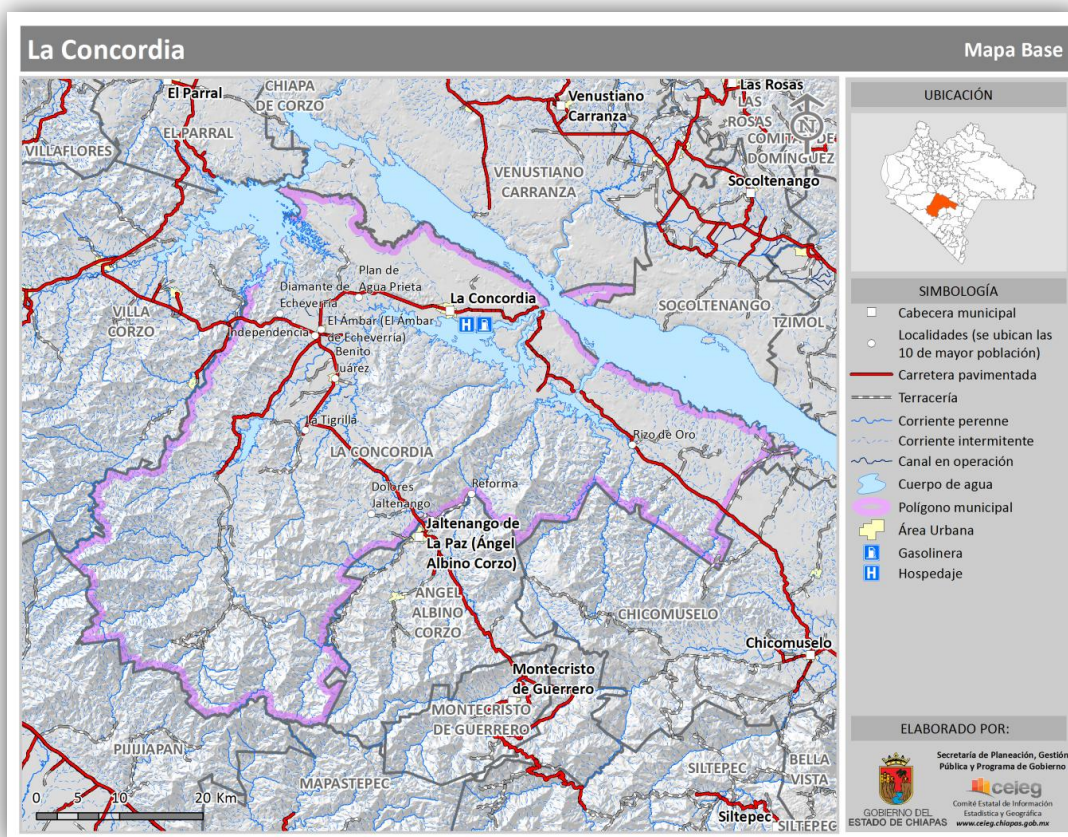 La Concordia
Mapa Base
El Parral
CHIAPA
DE CORZO
EL PARRAL
VILLAFLORES
Venustiano
Carranza
VENUSTIANO
CARRANZA
Las Rosas
LAS
ROSAS
N
COMITÁN DE
DOMÍNGUEZ
Socoltenango
SOCOLTENANGO
TZIMOL
Plan de
Agua Prieta
Diamante de
Echeverría
La Concordia
H
VILLA
CORZO
Independencia
El Ámbar (El Ámbar
de Echeverría)
Benito
Juárez
La Tigrilla
LA CONCORDIA
Rizo de Oro
Dolores
Jaltenango
Reforma
Jaltenango de
La Paz (Ángel
Albino Corzo)
ÁNGEL
ALBINO
CORZO
CHICOMUSELO
Chicomuselo
Montecristo
de Guerrero
MONTECRISTO
DE GUERRERO
PIJIJIAPAN
MAPASTEPEC
SILTEPEC
BELLA
VISTA
Siltepec
SILTEPEC
0 5 10 20 Km
UBICACIÓN
SIMBOLOGÍA
Cabecera municipal
Localidades (se ubican las
10 de mayor población)
Carretera pavimentada
Terracería
Corriente perenne
Corriente intermitente
Canal en operación
Cuerpo de agua
Polígono municipal
Área Urbana
Gasolinera
H Hospedaje
ELABORADO POR:
GOBIERNO DEL
ESTADO DE CHIAPAS
Secretaría de Planeación, Gestión
Pública y Programa de Gobierno
ceieg
Comité Estatal de Información
Estadística y Geográfica
www.ceieg.chiapas.gob.mx